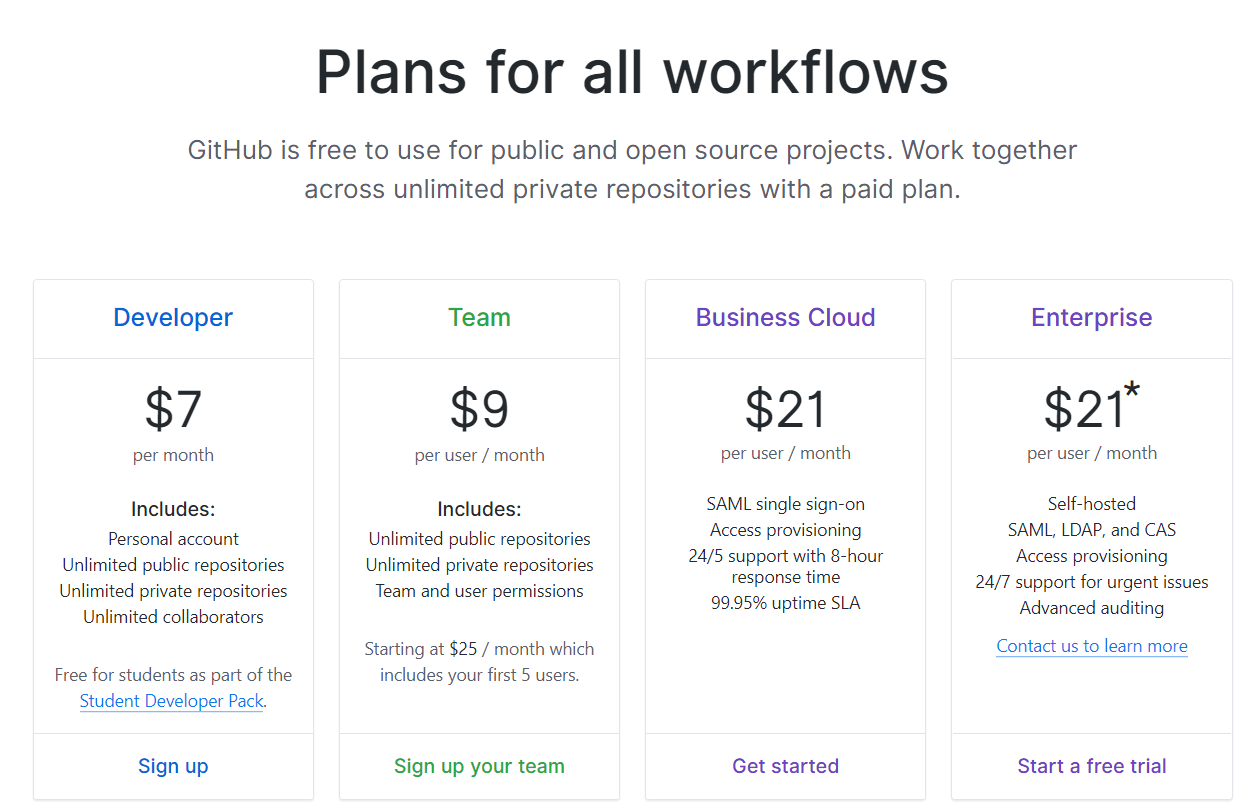 Plans for all workflows
GitHub is free to use for public and open source projects. Work together
across unlimited private repositories with a paid plan.
Developer
$7
per month
Includes:
Personal account
Unlimited public repositories
Unlimited private repositories
Unlimited collaborators
Free for students as part of the
Student Developer Pack.
Sign up
Team
$9
per user / month
Includes:
Unlimited public repositories
Unlimited private repositories
Team and user permissions
Starting at $25 / month which
includes your first 5 users.
Sign up your team
Business Cloud
$21
per user / month
SAML single sign-on
Access provisioning
24/5 support with 8-hour
response time
99.95% uptime SLA
Get started
Enterprise
$21*
per user / month
Self-hosted
SAML, LDAP, and CAS
Access provisioning
24/7 support for urgent issues
Advanced auditing
Contact us to learn more
Start a free trial